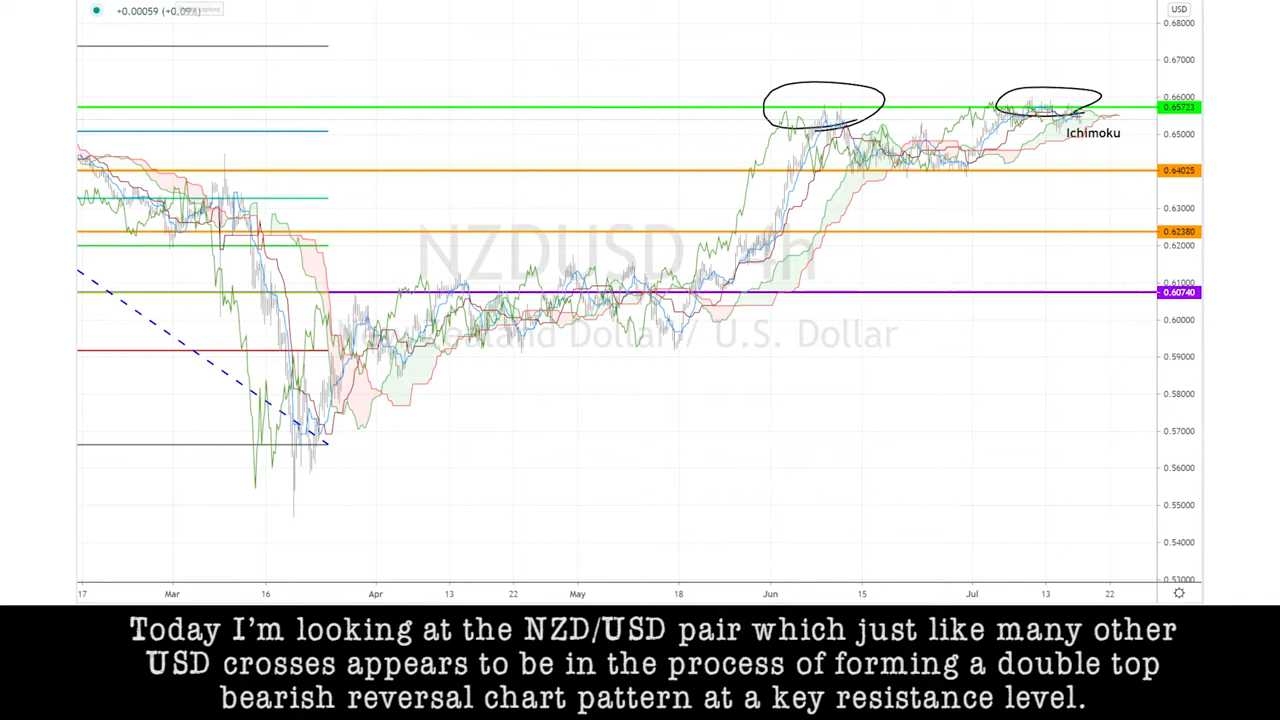 +0.00059 (+0.09%)
USD
0.68000
0.67000
0.66000
0.65723
0.65000
Ichimoku
0.64025
0.63000
0.62380
0.62000
NZDUSD, 4h
0.61000
0.60740
0.60000
New Zealand Dollar / U.S. Dollar
0.59000
0.58000
0.57000
0.56000
0.55000
0.54000
0.53000
17 Mar 16 Apr 13 22 May 18 Jun 15 Jul 13 22
Today I'm looking at the NZD/USD pair which just like many other
USD crosses appears to be in the process of forming a double top
bearish reversal chart pattern at a key resistance level.